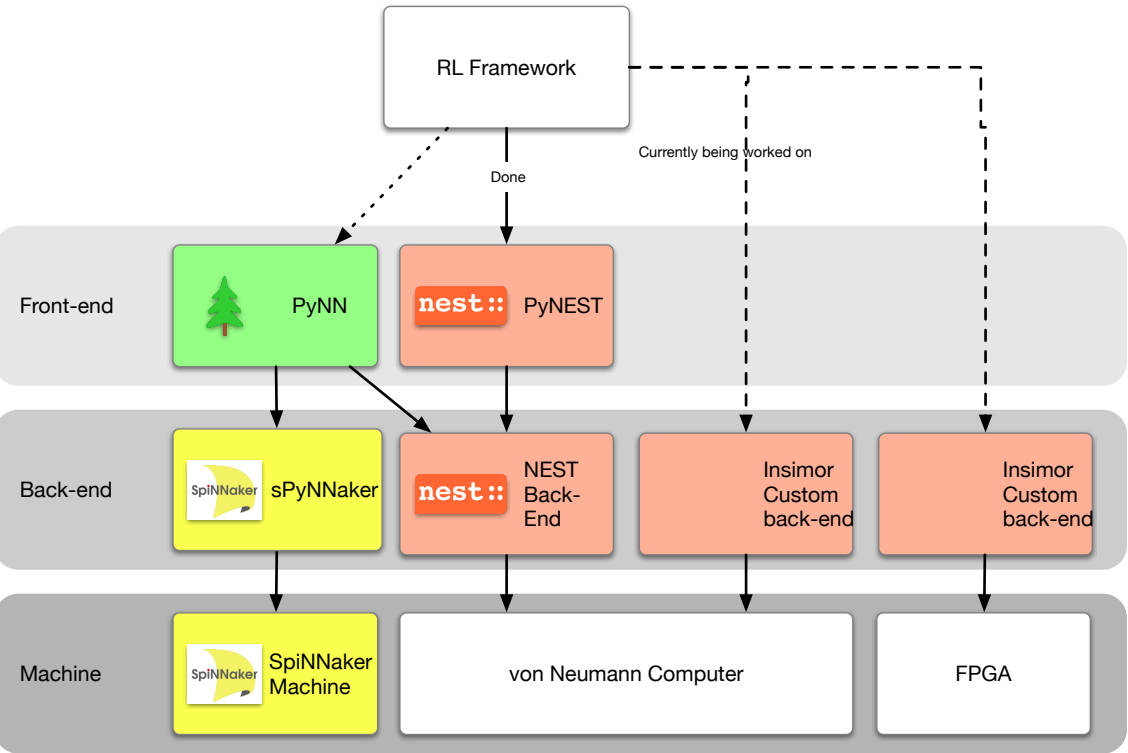 RL Framework
Currently being worked on
Done
Front-end
PyNN
nest::
PyNEST
Back-end
SpiNNaker
sPyNNaker
nest::
NEST
Back-
End
Insimor
Custom
back-end
Insimor
Custom
back-end
Machine
SpiNNaker
SpiNNaker
Machine
von Neumann Computer
FPGA